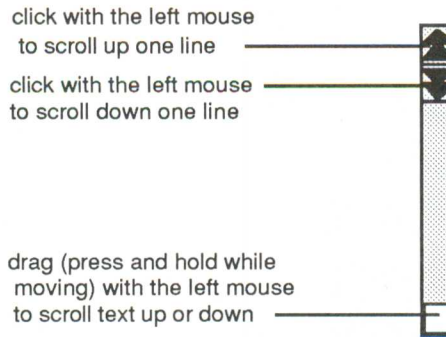 click with the left mouse
to scroll up one line
click with the left mouse
to scroll down one line
drag (press and hold while
moving) with the left mouse
to scroll text up or down